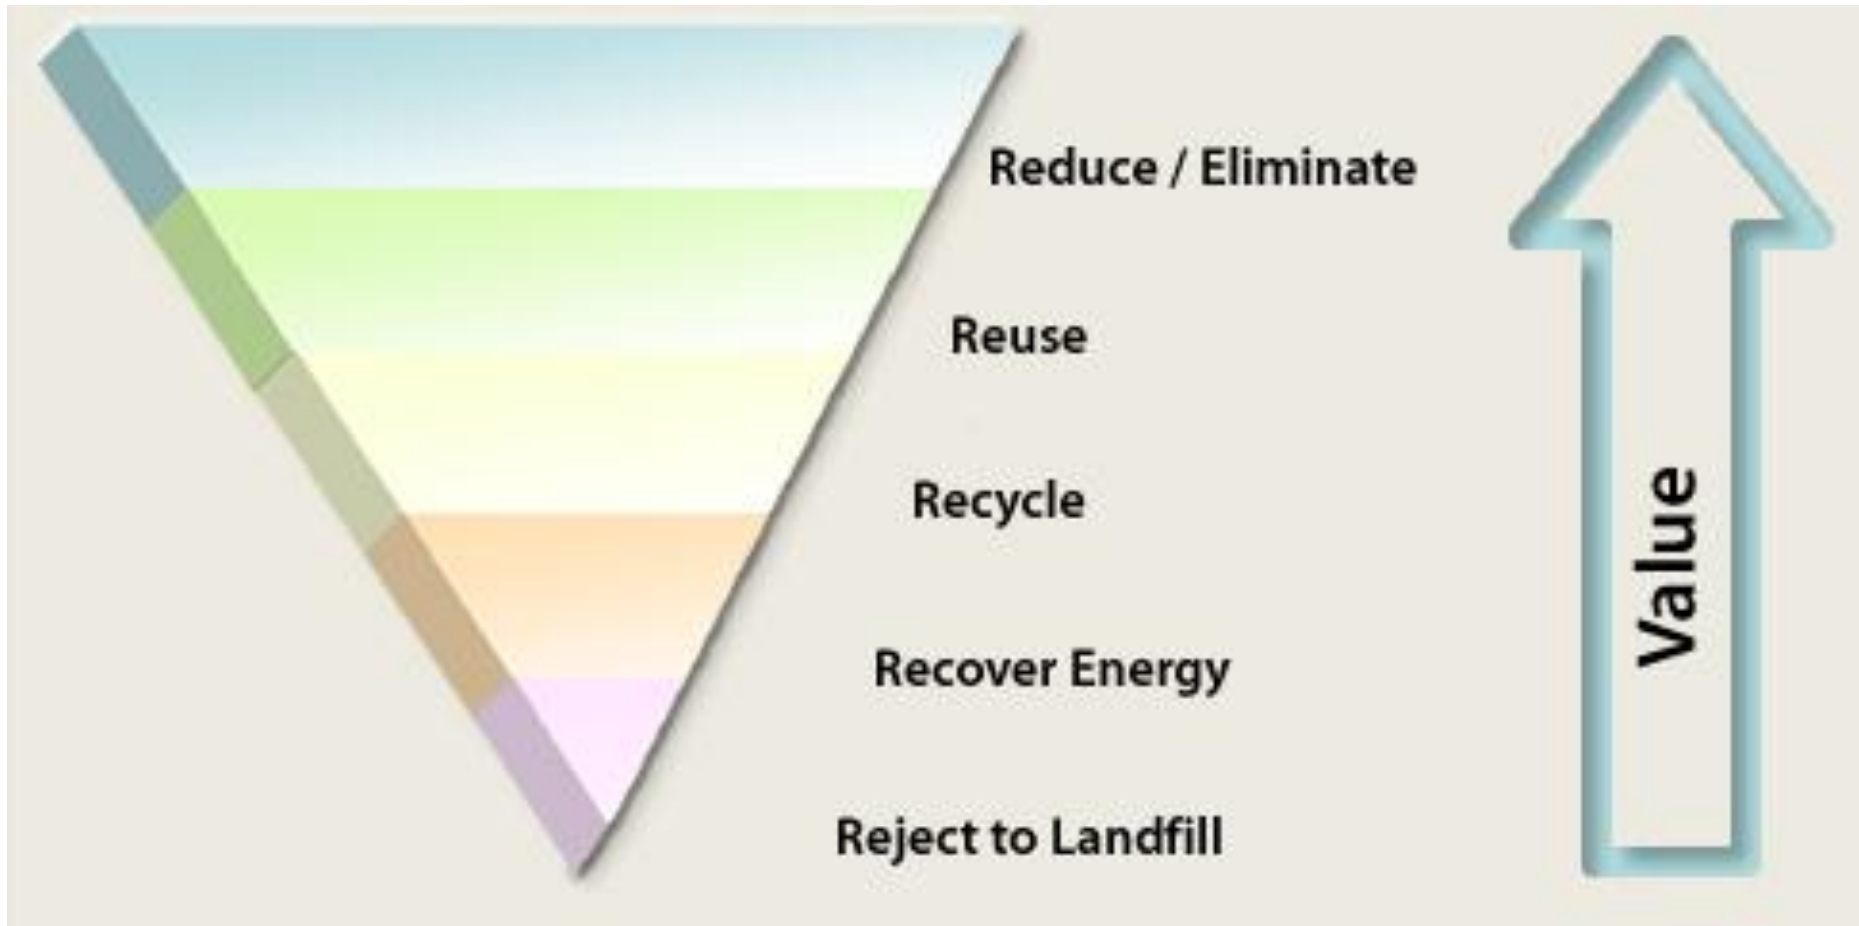 Reduce / Eliminate
Reuse
Recycle
Recover Energy
Reject to Landfill
Value